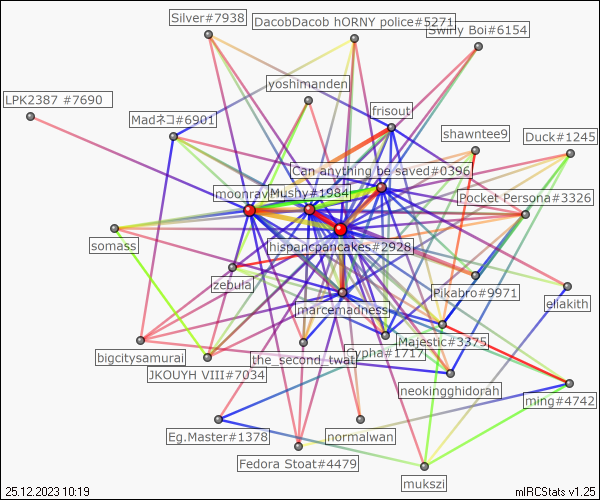 Silver#7938
DacobDacob hORNY police#5271
Swirly Boi#6154
yoshimanden
LPK2387 #7690
frisout
Madネコ#6901
shawntee9
Duck#1245
Can anything be saved#0396
moonrav
Mushy#1984
Pocket Persona#3326
somass
hispancpancakes#2928
zebula
Pikabro#9971
eliakith
marcemadness
Majestic#3375
Cypha#1717
bigcitysamurai
the_second_twat
JKOUYH VIII#7034
neokingghidorah
ming#4742
Eg.Master#1378
normalwan
Fedora Stoat#4479
mukszi
25.12.2023 10:19
mIRCStats v1.25